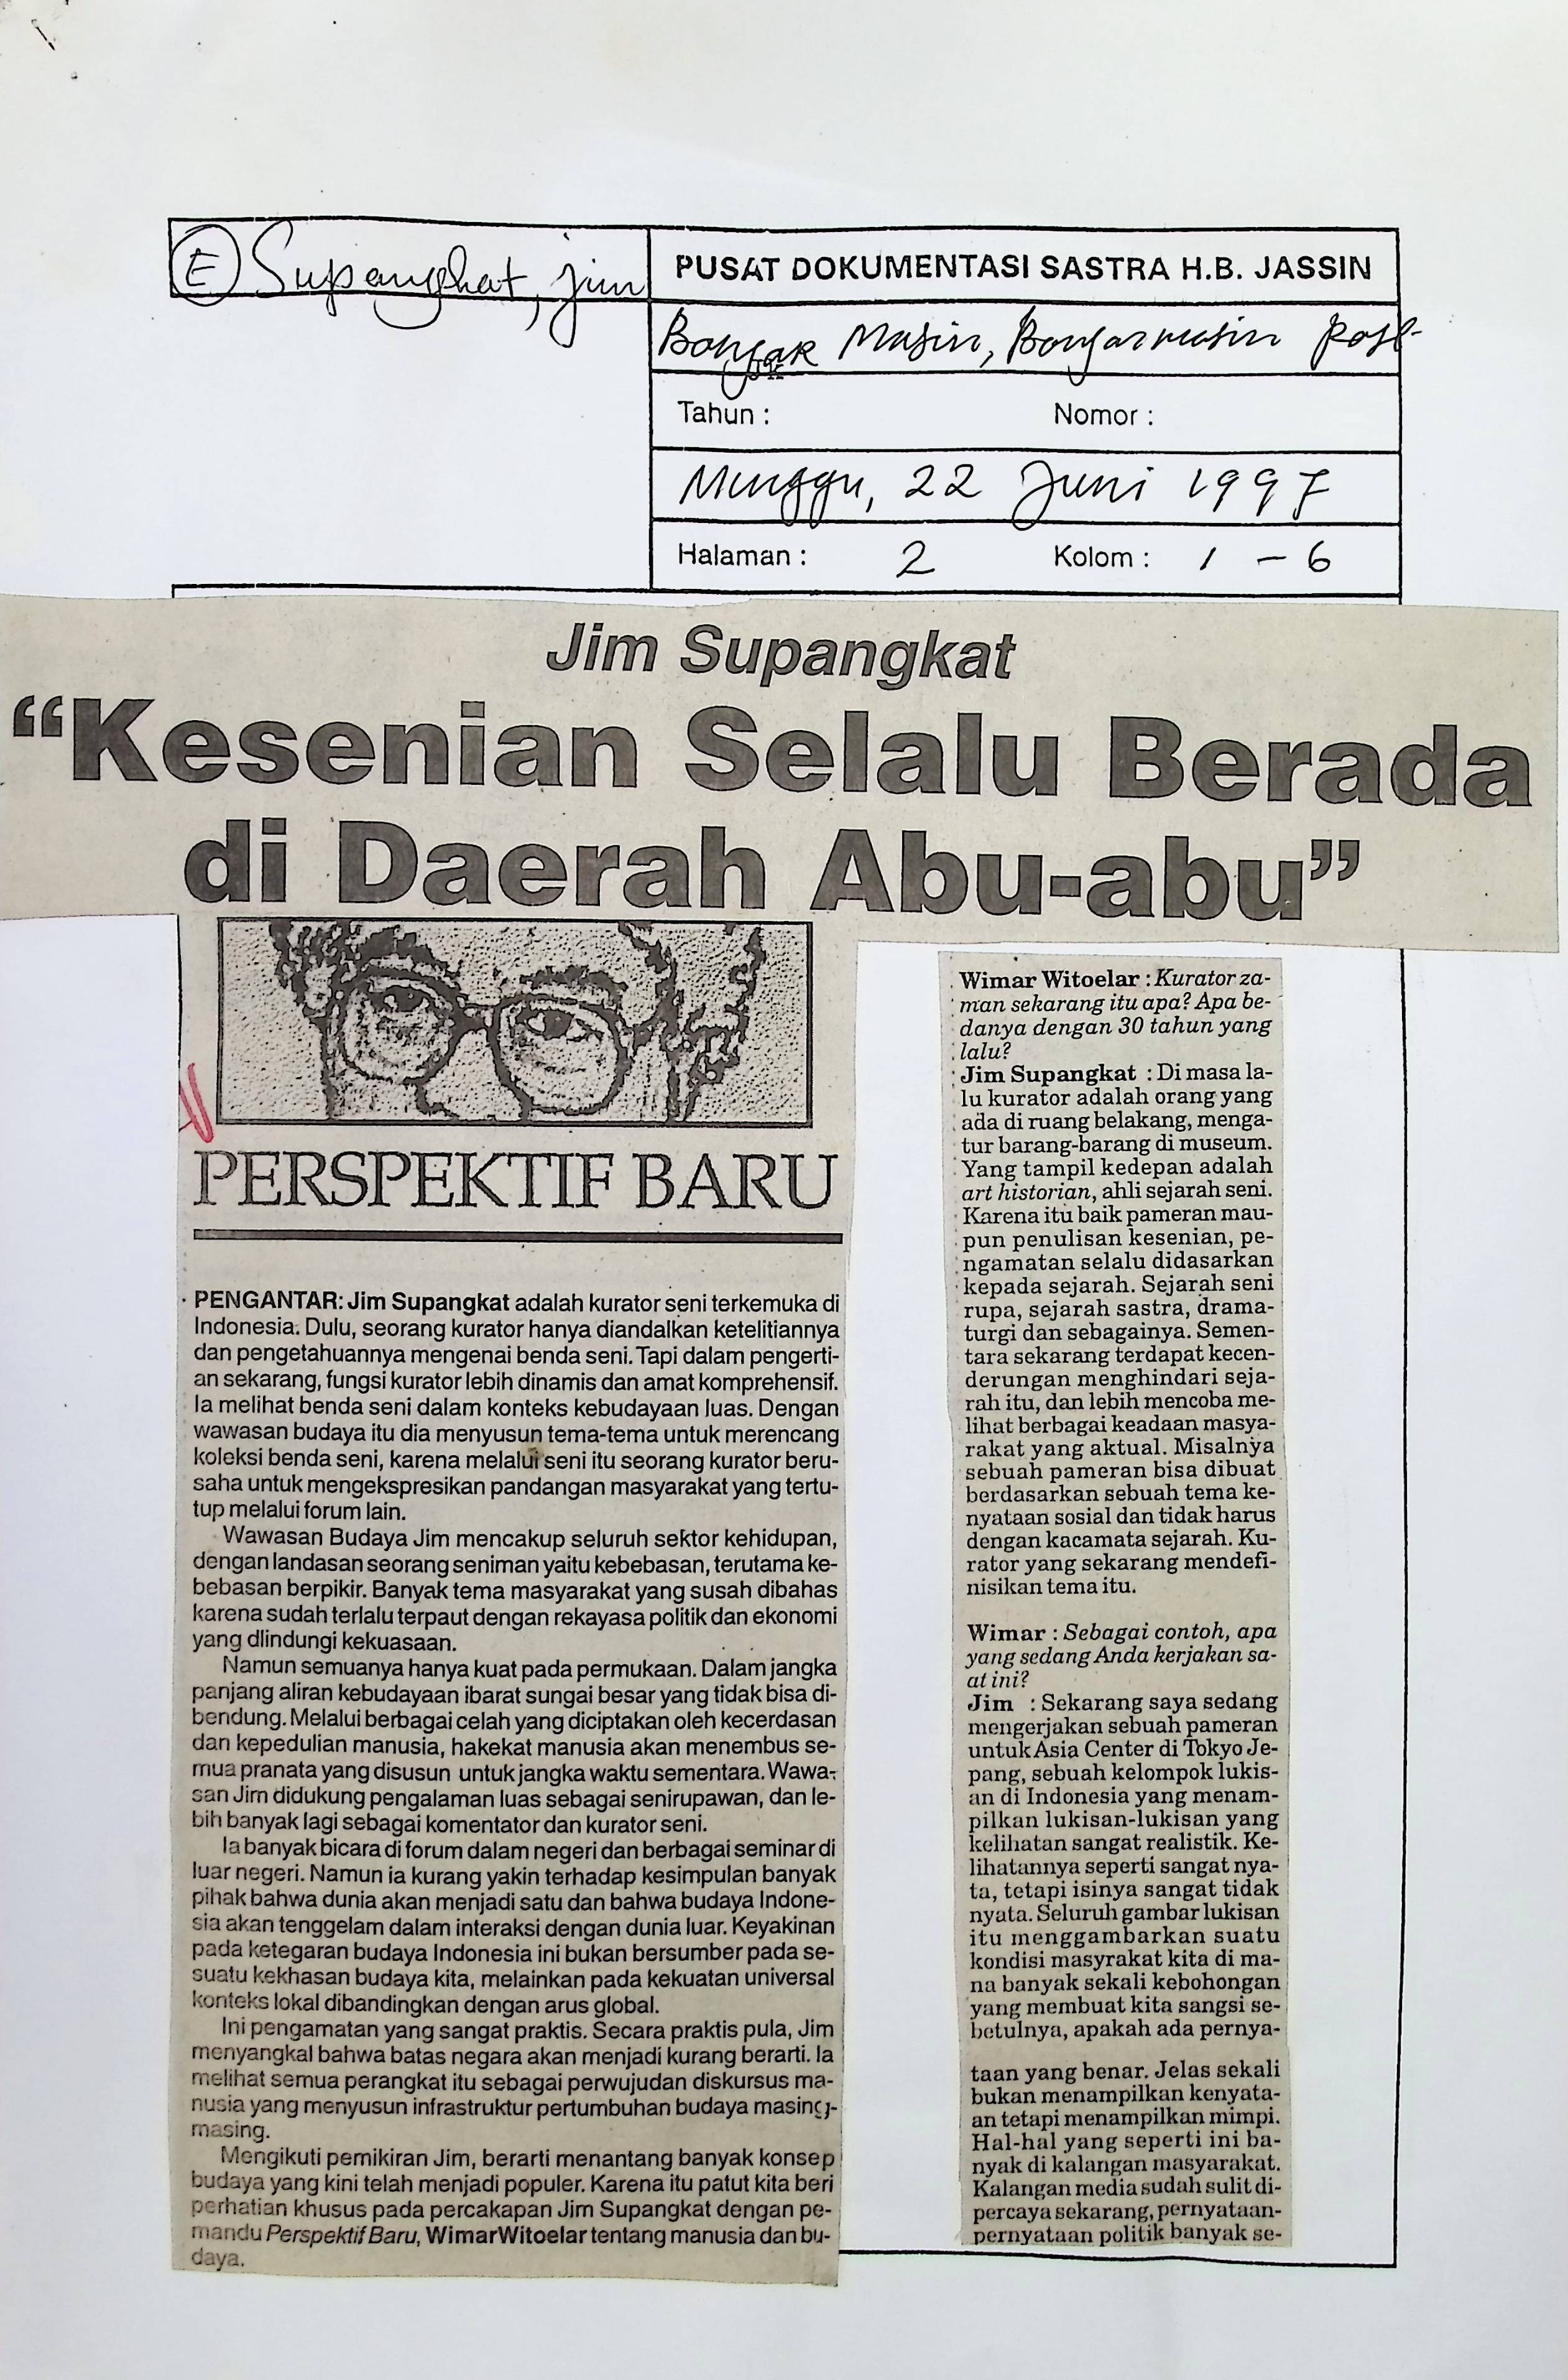 E Supangkat, jim
PUSAT DOKUMENTASI SASTRA H.B. JASSIN
Banjar Masin, Banjarmasin Post
Tahun : Nomor :
Minggu, 22 Juni 1997
Halaman : 2 Kolom : 1 - 6
Jim Supangkat
“Kesenian Selalu Berada
di Daerah Abu-abu”
PERSPEKTIF BARU
PENGANTAR: Jim Supangkat adalah kurator seni terkemuka di
Indonesia. Dulu, seorang kurator hanya diandalkan ketelitiannya
dan pengetahuannya mengenai benda seni. Tapi dalam pengerti-
an sekarang, fungsi kurator lebih dinamis dan amat komprehensif.
Ia melihat benda seni dalam konteks kebudayaan luas. Dengan
wawasan budaya itu dia menyusun tema-tema untuk merencang
koleksi benda seni, karena melalui seni itu seorang kurator beru-
saha untuk mengekspresikan pandangan masyarakat yang tertu-
tup melalui forum lain.
Wawasan Budaya Jim mencakup seluruh sektor kehidupan,
dengan landasan seorang seniman yaitu kebebasan, terutama ke-
bebasan berpikir. Banyak tema masyarakat yang susah dibahas
karena sudah terlalu terpaut dengan rekayasa politik dan ekonomi
yang dlindungi kekuasaan.
Namun semuanya hanya kuat pada permukaan. Dalam jangka
panjang aliran kebudayaan ibarat sungai besar yang tidak bisa di-
bendung. Melalui berbagai celah yang diciptakan oleh kecerdasan
dan kepedulian manusia, hakekat manusia akan menembus se-
mua pranata yang disusun untuk jangka waktu sementara. Wawa-
san Jim didukung pengalaman luas sebagai senirupawan, dan le-
bih banyak lagi sebagai komentator dan kurator seni.
Ia banyak bicara di forum dalam negeri dan berbagai seminar di
luar negeri. Namun ia kurang yakin terhadap kesimpulan banyak
pihak bahwa dunia akan menjadi satu dan bahwa budaya Indone-
sia akan tenggelam dalam interaksi dengan dunia luar. Keyakinan
pada ketegaran budaya Indonesia ini bukan bersumber pada se-
suatu kekhasan budaya kita, melainkan pada kekuatan universal
konteks lokal dibandingkan dengan arus global.
Ini pengamatan yang sangat praktis. Secara praktis pula, Jim
menyangkal bahwa batas negara akan menjadi kurang berarti. Ia
melihat semua perangkat itu sebagai perwujudan diskursus ma-
nusia yang menyusun infrastruktur pertumbuhan budaya masing-
masing.
Mengikuti pemikiran Jim, berarti menantang banyak konsep
budaya yang kini telah menjadi populer. Karena itu patut kita beri
perhatian khusus pada percakapan Jim Supangkat dengan pe-
mandu Perspektif Baru, Wimar Witoelar tentang manusia dan bu-
daya.
Wimar Witoelar : Kurator za-
man sekarang itu apa? Apa be-
danya dengan 30 tahun yang
lalu?
Jim Supangkat : Di masa la-
lu kurator adalah orang yang
ada di ruang belakang, menga-
tur barang-barang di museum.
Yang tampil kedepan adalah
art historian, ahli sejarah seni.
Karena itu baik pameran mau-
pun penulisan kesenian, pe-
ngamatan selalu didasarkan
kepada sejarah. Sejarah seni
rupa, sejarah sastra, drama-
turgi dan sebagainya. Semen-
tara sekarang terdapat kecen-
derungan menghindari seja-
rah itu, dan lebih mencoba me-
lihat berbagai keadaan masya-
rakat yang aktual. Misalnya
sebuah pameran bisa dibuat
berdasarkan sebuah tema ke-
nyataan sosial dan tidak harus
dengan kacamata sejarah. Ku-
rator yang sekarang mendefi-
nisikan tema itu.
Wimar : Sebagai contoh, apa
yang sedang Anda kerjakan sa-
at ini?
Jim : Sekarang saya sedang
mengerjakan sebuah pameran
untuk Asia Center di Tokyo Je-
pang, sebuah kelompok lukis-
an di Indonesia yang menam-
pilkan lukisan-lukisan yang
kelihatan sangat realistik. Ke-
lihatannya seperti sangat nya-
ta, tetapi isinya sangat tidak
nyata. Seluruh gambar lukisan
itu menggambarkan suatu
kondisi masyrakat kita di ma-
na banyak sekali kebohongan
yang membuat kita sangsi se-
betulnya, apakah ada pernya-
taan yang benar. Jelas sekali
bukan menampilkan kenyata-
an tetapi menampilkan mimpi.
Hal-hal yang seperti ini ba-
nyak di kalangan masyarakat.
Kalangan media sudah sulit di-
percaya sekarang, pernyataan-
pernyataan politik banyak se-